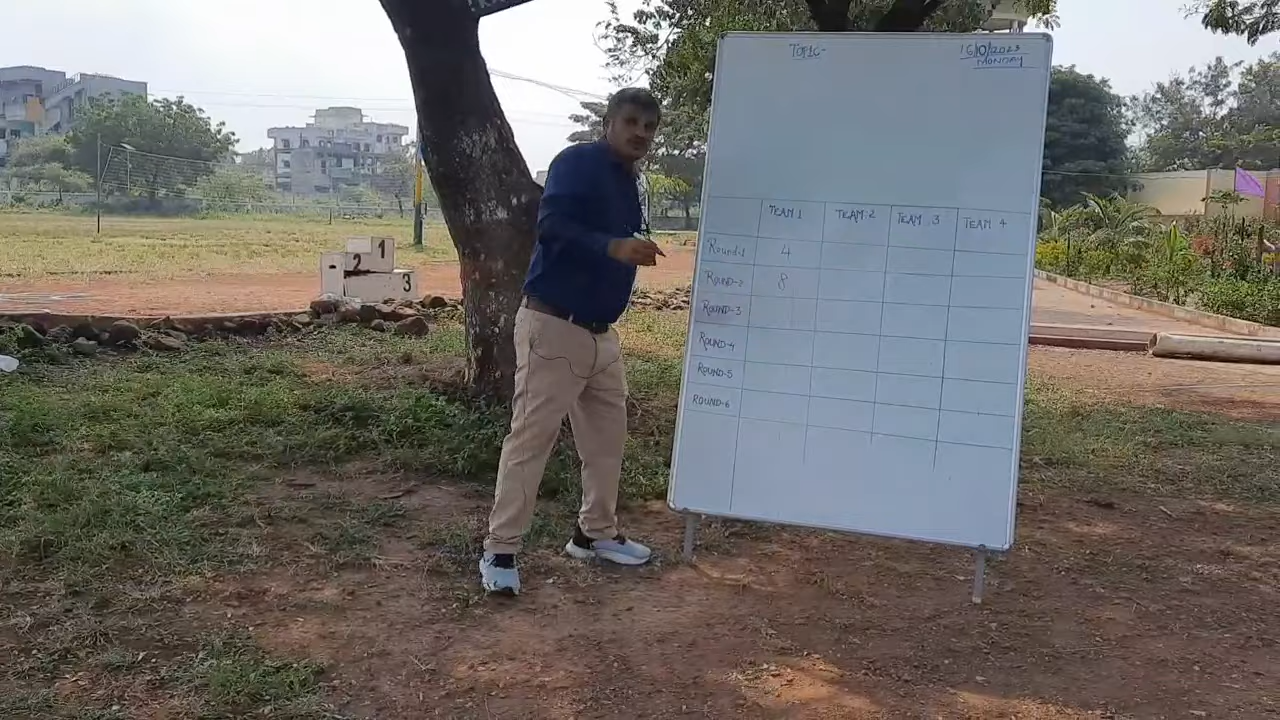 TOPIC-
16/10/2023
MONDAY
TEAM TEAM 1 TEAM 2 TEAM 3 TEAM 4
Round-1 4
ROUND-2 8
ROUND-3
ROUND-4
ROUND-5
ROUND-6
1
2
3